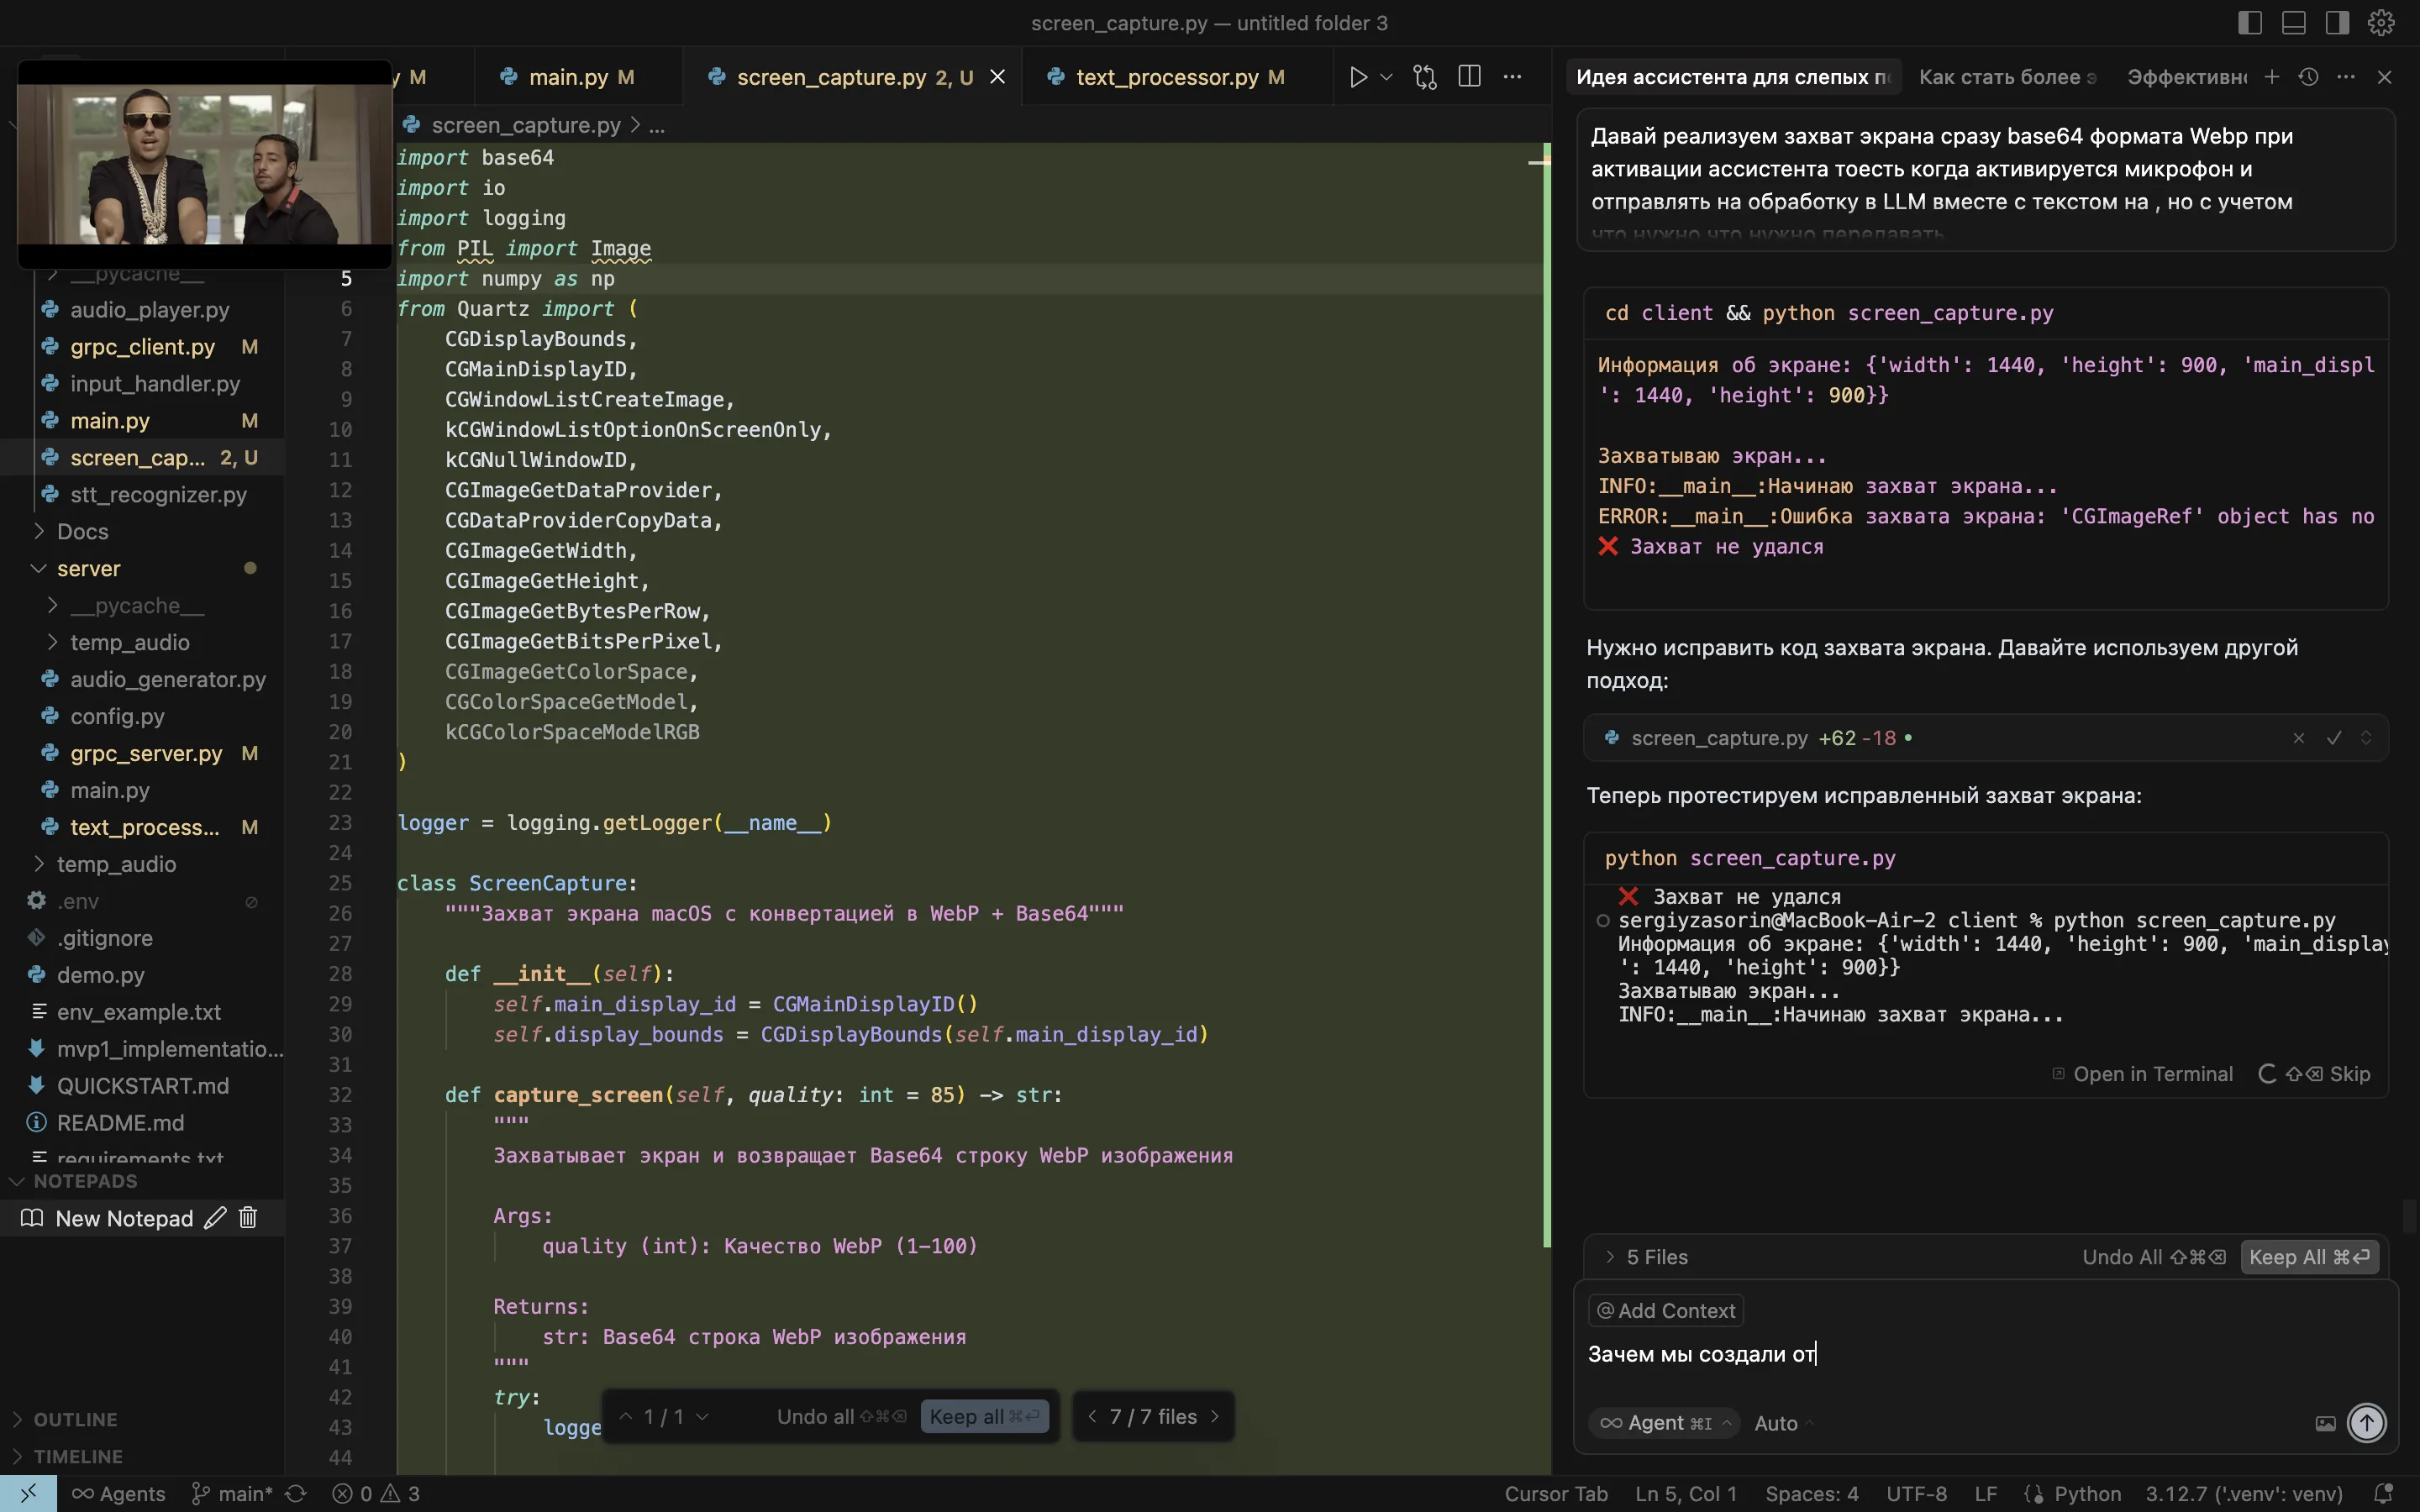 screen_capture.py — untitled folder 3
y M
main.py M
screen_capture.py 2, U
text_processor.py M
Идея ассистента для слепых п
Как стать более э
Эффективн
screen_capture.py > ...
__pycache__
audio_player.py
grpc_client.py M
input_handler.py
main.py M
screen_cap... 2, U
stt_recognizer.py
Docs
server
__pycache__
temp_audio
audio_generator.py
config.py
grpc_server.py M
main.py
text_process... M
temp_audio
.env
.gitignore
demo.py
env_example.txt
mvp1_implementatio...
QUICKSTART.md
README.md
requirements.txt
NOTEPADS
New Notepad
OUTLINE
TIMELINE
import base64
import io
import logging
from PIL import Image
5 import numpy as np
6 from Quartz import (
7 CGDisplayBounds,
8 CGMainDisplayID,
9 CGWindowListCreateImage,
10 kCGWindowListOptionOnScreenOnly,
11 kCGNullWindowID,
12 CGImageGetDataProvider,
13 CGDataProviderCopyData,
14 CGImageGetWidth,
15 CGImageGetHeight,
16 CGImageGetBytesPerRow,
17 CGImageGetBitsPerPixel,
18 CGImageGetColorSpace,
19 CGColorSpaceGetModel,
20 kCGColorSpaceModelRGB
21 )
22
23 logger = logging.getLogger(__name__)
24
25 class ScreenCapture:
26 """Захват экрана macOS с конвертацией в WebP + Base64"""
27
28 def __init__(self):
29 self.main_display_id = CGMainDisplayID()
30 self.display_bounds = CGDisplayBounds(self.main_display_id)
31
32 def capture_screen(self, quality: int = 85) -> str:
33 """
34 Захватывает экран и возвращает Base64 строку WebP изображения
35
36 Args:
37 quality (int): Качество WebP (1-100)
38
39 Returns:
40 str: Base64 строка WebP изображения
41 """
42 try:
43 logge
44
1 / 1
Undo all ⇧⌘⌫
Keep all ⌘⏎
7 / 7 files
Давай реализуем захват экрана сразу base64 формата Webp при
активации ассистента тоесть когда активируется микрофон и
отправлять на обработку в LLM вместе с текстом на , но с учетом
что нужно что нужно передавать
cd client && python screen_capture.py
Информация об экране: {'width': 1440, 'height': 900, 'main_displ
': 1440, 'height': 900}}
Захватываю экран...
INFO:__main__:Начинаю захват экрана...
ERROR:__main__:Ошибка захвата экрана: 'CGImageRef' object has no
❌ Захват не удался
Нужно исправить код захвата экрана. Давайте используем другой
подход:
screen_capture.py +62 -18
Теперь протестируем исправленный захват экрана:
python screen_capture.py
❌ Захват не удался
sergiyzasorin@MacBook-Air-2 client % python screen_capture.py
Информация об экране: {'width': 1440, 'height': 900, 'main_display
': 1440, 'height': 900}}
Захватываю экран...
INFO:__main__:Начинаю захват экрана...
Open in Terminal
⇧⌫ Skip
5 Files
Undo All ⇧⌘⌫
Keep All ⌘⏎
@ Add Context
Зачем мы создали от
Agent ⌘I
Auto
Agents
main*
0
3
Cursor Tab
Ln 5, Col 1
Spaces: 4
UTF-8
LF
Python
3.12.7 ('.venv': venv)